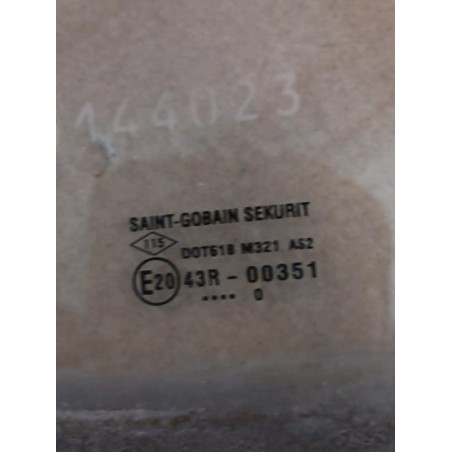 144023
SAINT-GOBAIN SEKURIT
115 DOT618 M321 AS2
E20 43R - 00351
.... 0